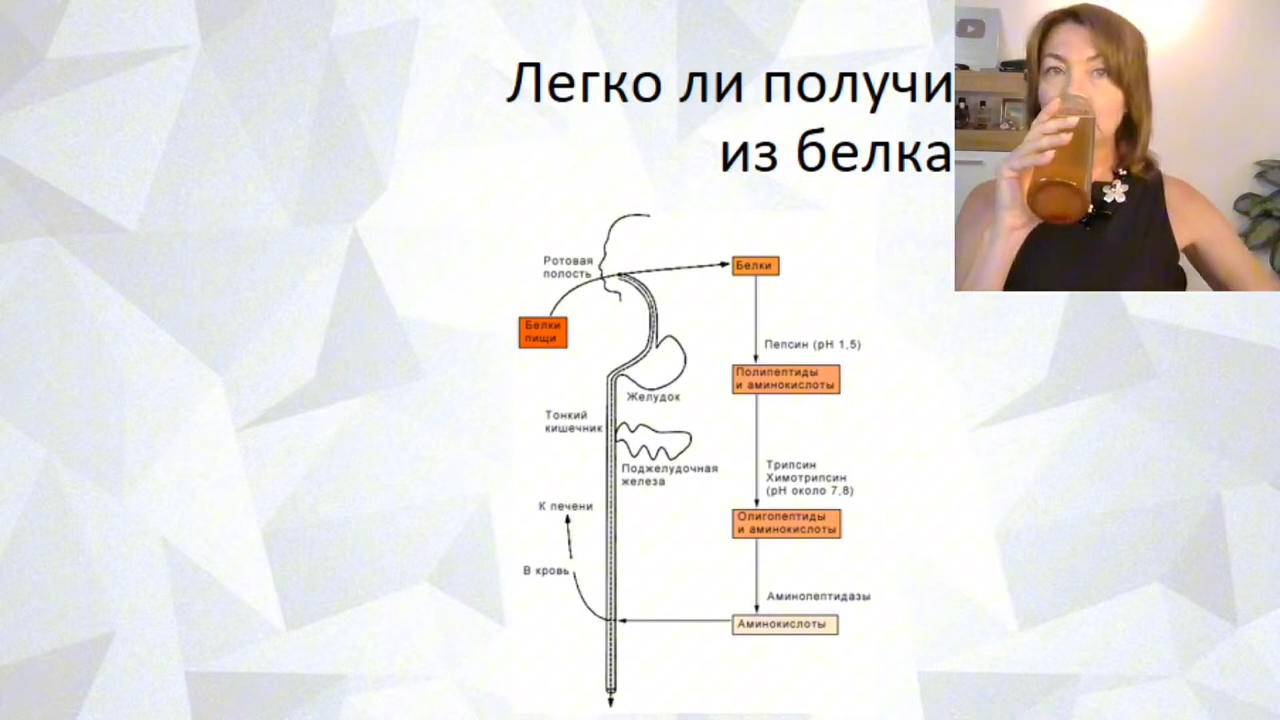 Легко ли получи
из белка
Ротовая
полость
Белки
Белки
пищи
Пепсин (pH 1,5)
Полипептиды
и аминокислоты
Желудок
Тонкий
кишечник
Поджелудочная
железа
Трипсин
Химотрипсин
(pH около 7,8)
К печени
Олигопептиды
и аминокислоты
В кровь
Аминопептидазы
Аминокислоты